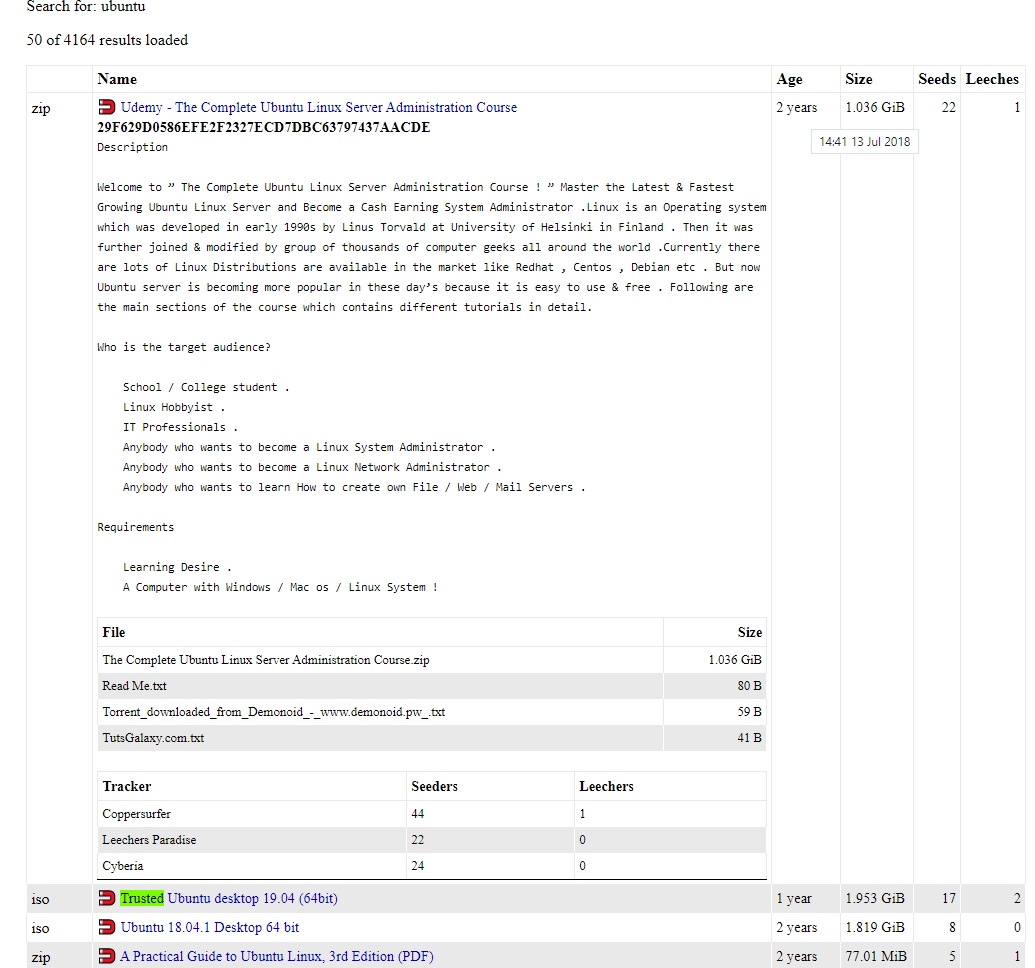 Search for: ubuntu
50 of 4164 results loaded
Name Age Size Seeds Leeches
zip Udemy - The Complete Ubuntu Linux Server Administration Course 2 years 1.036 GiB 22 1
29F629D0586EFE2F2327ECD7DBC63797437AACDE
Description
14:41 13 Jul 2018
Welcome to ” The Complete Ubuntu Linux Server Administration Course ! ” Master the Latest & Fastest
Growing Ubuntu Linux Server and Become a Cash Earning System Administrator .Linux is an Operating system
which was developed in early 1990s by Linus Torvald at University of Helsinki in Finland . Then it was
further joined & modified by group of thousands of computer geeks all around the world .Currently there
are lots of Linux Distributions are available in the market like Redhat , Centos , Debian etc . But now
Ubuntu server is becoming more popular in these day’s because it is easy to use & free . Following are
the main sections of the course which contains different tutorials in detail.
Who is the target audience?
School / College student .
Linux Hobbyist .
IT Professionals .
Anybody who wants to become a Linux System Administrator .
Anybody who wants to become a Linux Network Administrator .
Anybody who wants to learn How to create own File / Web / Mail Servers .
Requirements
Learning Desire .
A Computer with Windows / Mac os / Linux System !
File Size
The Complete Ubuntu Linux Server Administration Course.zip 1.036 GiB
Read Me.txt 80 B
Torrent_downloaded_from_Demonoid_-_www.demonoid.pw_.txt 59 B
TutsGalaxy.com.txt 41 B
Tracker Seeders Leechers
Coppersurfer 44 1
Leechers Paradise 22 0
Cyberia 24 0
iso Trusted Ubuntu desktop 19.04 (64bit) 1 year 1.953 GiB 17 2
iso Ubuntu 18.04.1 Desktop 64 bit 2 years 1.819 GiB 8 0
zip A Practical Guide to Ubuntu Linux, 3rd Edition (PDF) 2 years 77.01 MiB 5 1